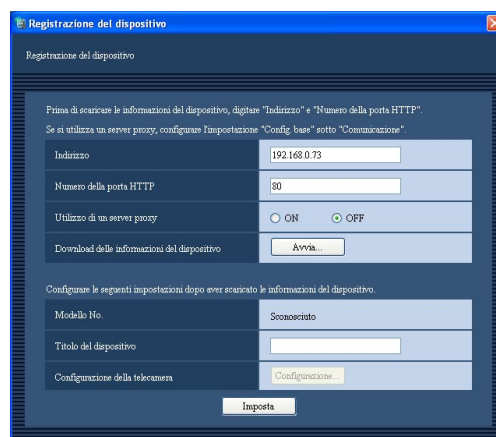 Registrazione del dispositivo
Registrazione del dispositivo
Prima di scaricare le informazioni del dispositivo, digitare "Indirizzo" e "Numero della porta HTTP".
Se si utilizza un server proxy, configurare l'impostazione "Config. base" sotto "Comunicazione".
Indirizzo 192.168.0.73
Numero della porta HTTP 80
Utilizzo di un server proxy ON OFF
Download delle informazioni del dispositivo Avvia...
Configurare le seguenti impostazioni dopo aver scaricato le informazioni del dispositivo.
Modello No. Sconosciuto
Titolo del dispositivo
Configurazione della telecamera Configurazione...
Imposta